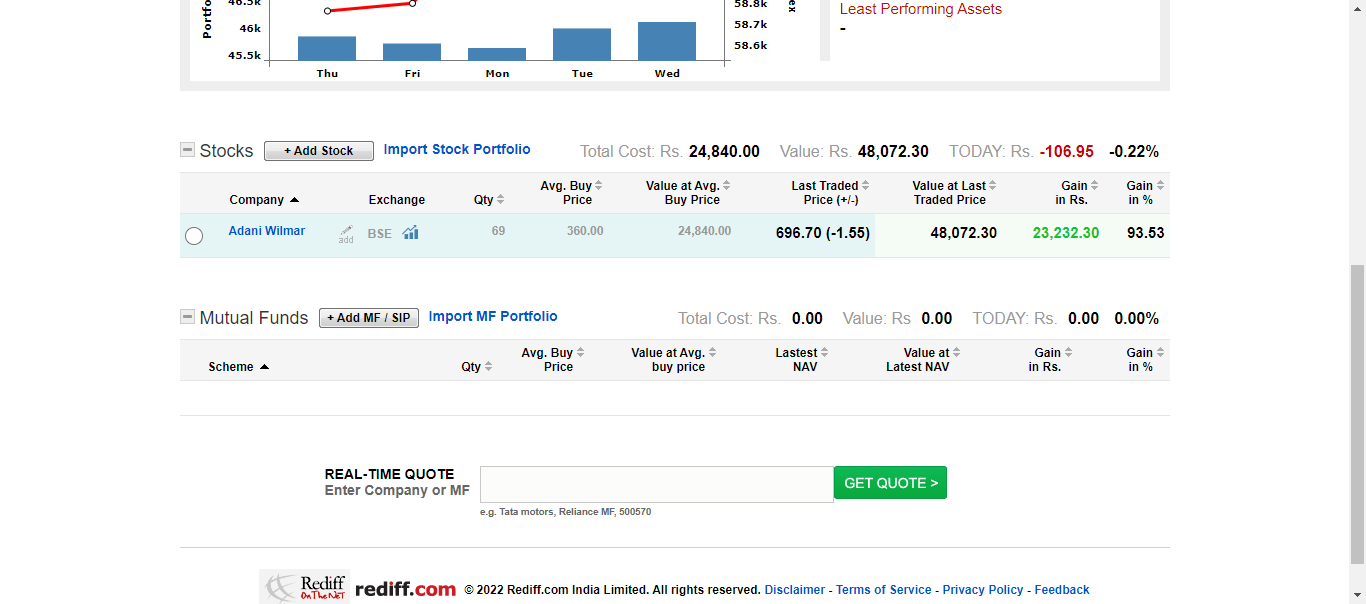 46.5k
Portfo
46k
45.5k
Thu Fri Mon Tue Wed
58.8k
58.7k
58.6k
ex
Least Performing Assets
-
Stocks + Add Stock Import Stock Portfolio Total Cost: Rs. 24,840.00 Value: Rs. 48,072.30 TODAY: Rs. -106.95 -0.22%
Company Exchange Qty Avg. Buy Price Value at Avg. Buy Price Last Traded Price (+/-) Value at Last Traded Price Gain in Rs. Gain in %
Adani Wilmar add BSE 69 360.00 24,840.00 696.70 (-1.55) 48,072.30 23,232.30 93.53
Mutual Funds + Add MF / SIP Import MF Portfolio Total Cost: Rs. 0.00 Value: Rs 0.00 TODAY: Rs. 0.00 0.00%
Scheme Qty Avg. Buy Price Value at Avg. buy price Lastest NAV Value at Latest NAV Gain in Rs. Gain in %
REAL-TIME QUOTE
Enter Company or MF
GET QUOTE >
e.g. Tata motors, Reliance MF, 500570
Rediff
On The NeT
rediff.com © 2022 Rediff.com India Limited. All rights reserved. Disclaimer - Terms of Service - Privacy Policy - Feedback